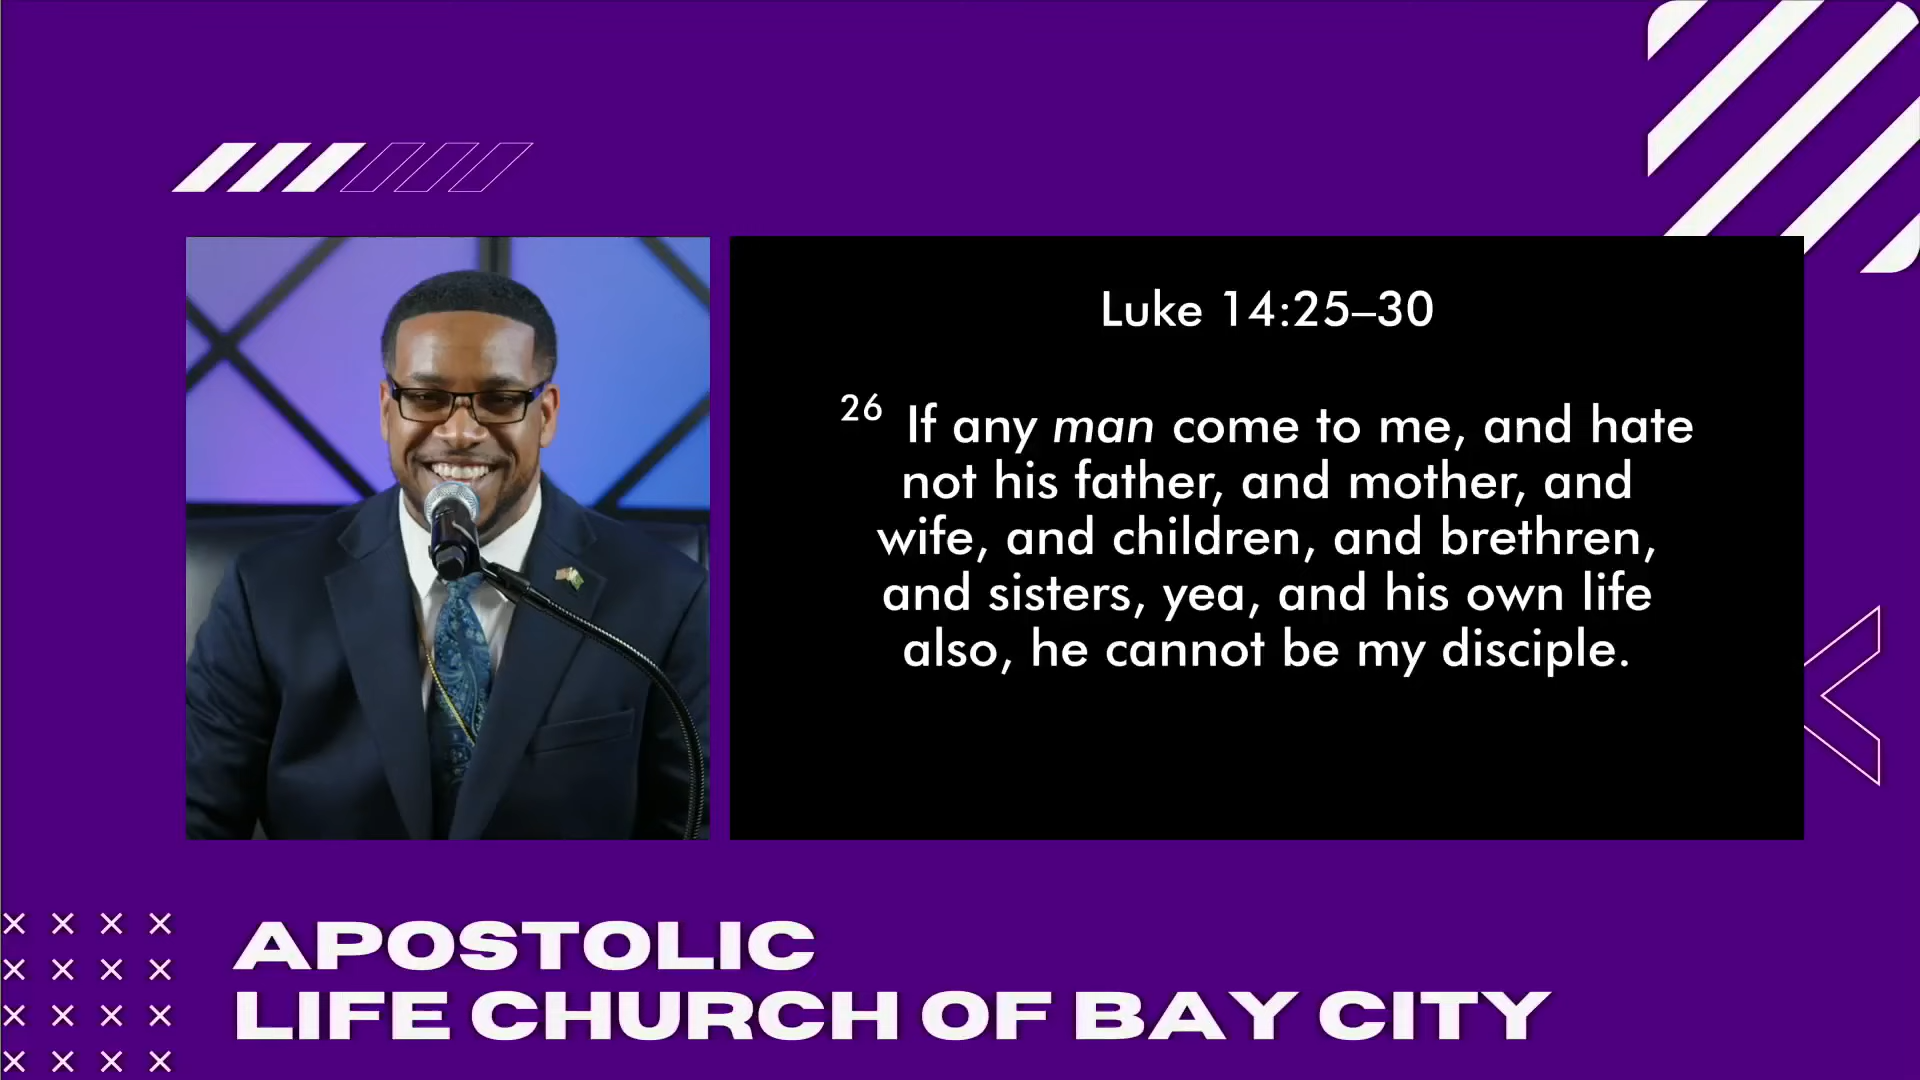 Luke 14:25–30
26 If any man come to me, and hate
not his father, and mother, and
wife, and children, and brethren,
and sisters, yea, and his own life
also, he cannot be my disciple.
APOSTOLIC
LIFE CHURCH OF BAY CITY